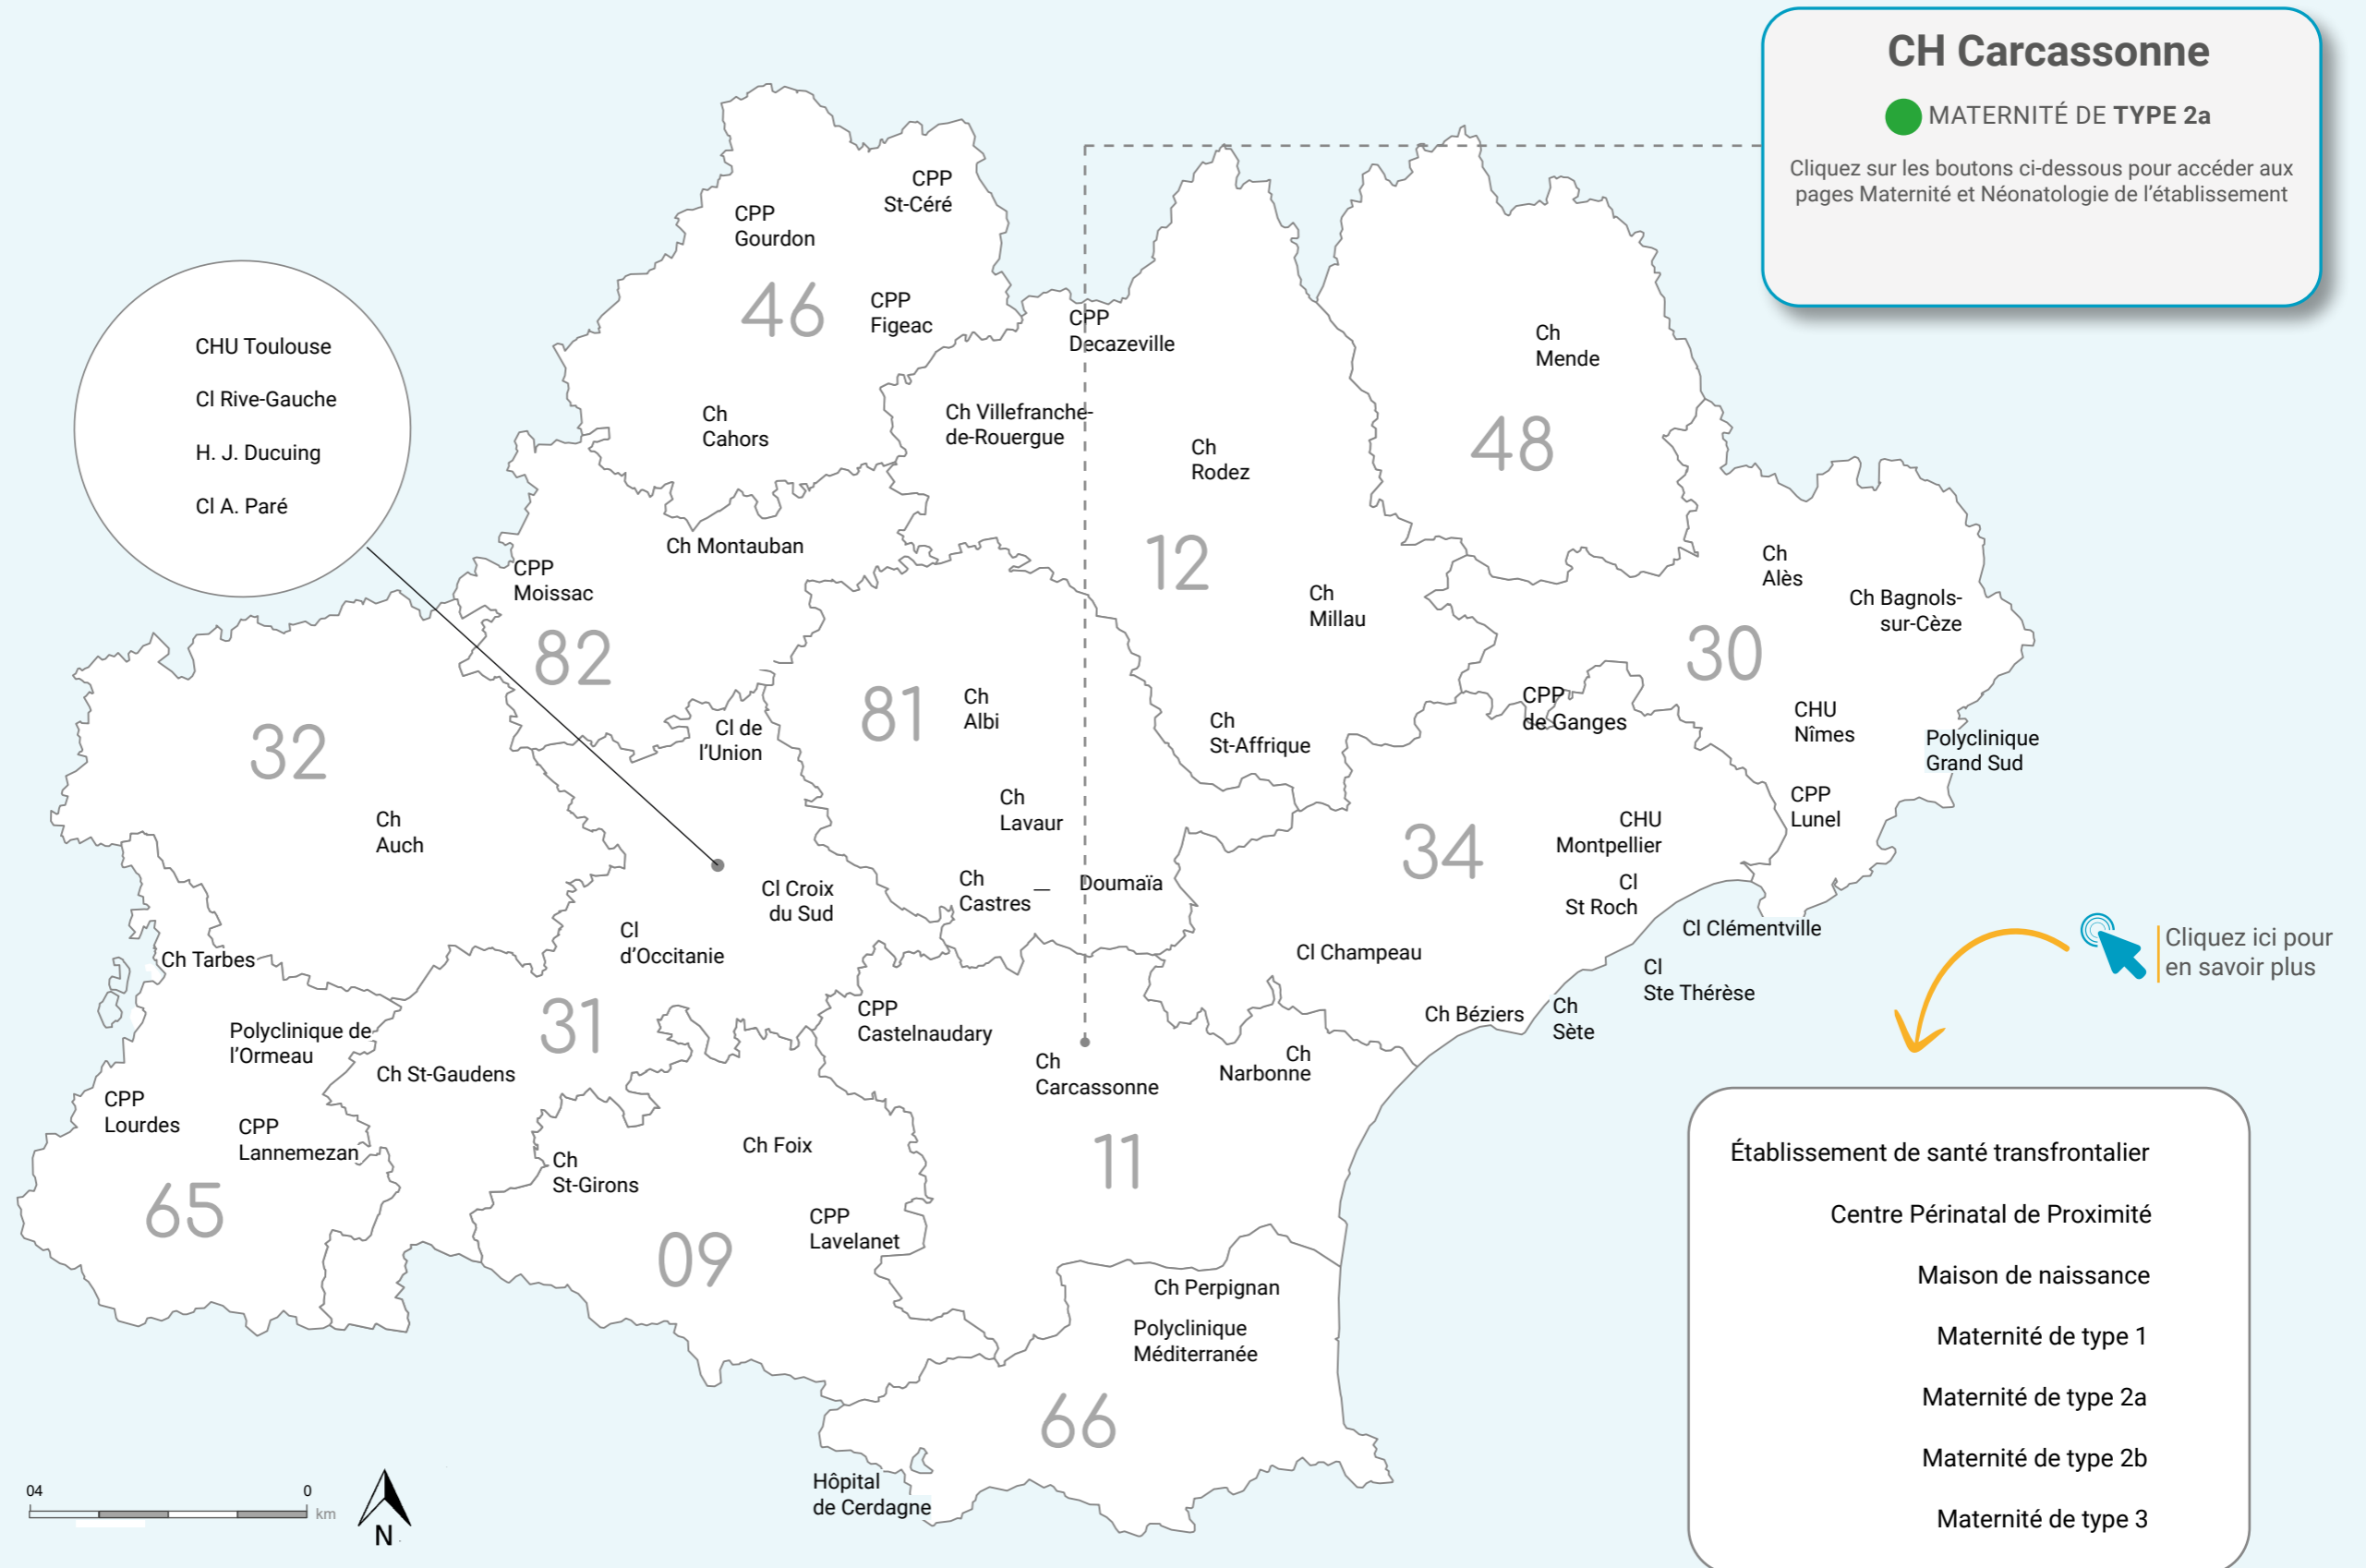 CH Carcassonne
MATERNITÉ DE TYPE 2a
Cliquez sur les boutons ci-dessous pour accéder aux
pages Maternité et Néonatologie de l'établissement
CHU Toulouse
Cl Rive-Gauche
H. J. Ducuing
Cl A. Paré
CPP
St-Céré
CPP
Gourdon
46
CPP
Figeac
Ch
Cahors
CPP
Decazeville
Ch Villefranche-
de-Rouergue
Ch
Rodez
12
Ch
Millau
Ch
St-Affrique
Ch
Mende
48
Ch
Alès
Ch Bagnols-
sur-Cèze
30
CHU
Nîmes
Polyclinique
Grand Sud
CPP
Lunel
CPP
de Ganges
Ch Montauban
CPP
Moissac
82
32
Ch
Auch
Cl de
l'Union
81
Ch
Albi
Ch
Lavaur
Ch
Castres
Doumaïa
34
CHU
Montpellier
Cl
St Roch
Cl Clémentville
Cl Champeau
Cl
Ste Thérèse
Ch Béziers
Ch
Sète
Cl Croix
du Sud
Cl
d'Occitanie
31
Ch St-Gaudens
Ch Tarbes
Polyclinique de
l'Ormeau
CPP
Lourdes
CPP
Lannemezan
65
Ch
St-Girons
Ch Foix
CPP
Lavelanet
09
CPP
Castelnaudary
Ch
Carcassonne
Ch
Narbonne
11
Ch Perpignan
Polyclinique
Méditerranée
66
Hôpital
de Cerdagne
Cliquez ici pour
en savoir plus
Établissement de santé transfrontalier
Centre Périnatal de Proximité
Maison de naissance
Maternité de type 1
Maternité de type 2a
Maternité de type 2b
Maternité de type 3
04 0
km
N